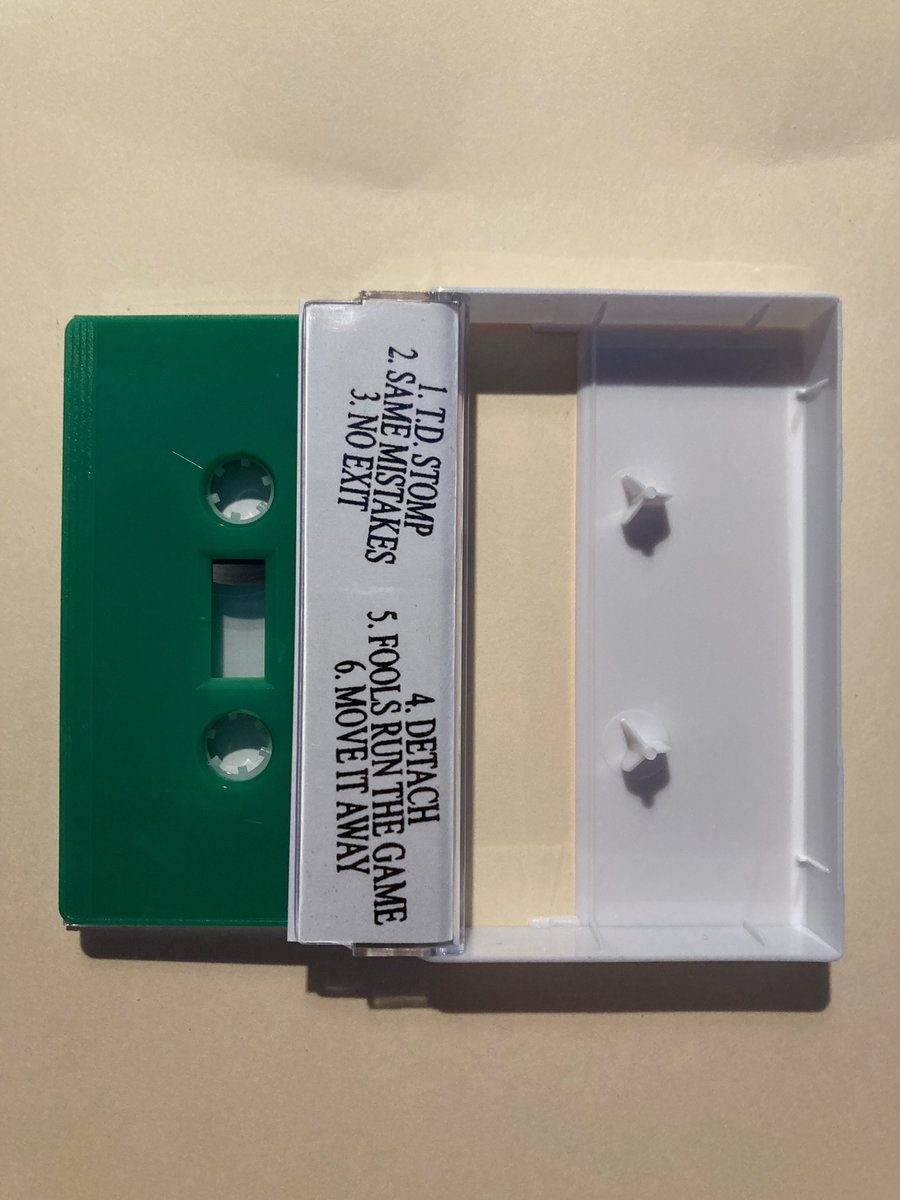 1. T.D. STOMP
2. SAME MISTAKES
3. NO EXIT
4. DETACH
5. FOOLS RUN THE GAME
6. MOVE IT AWAY